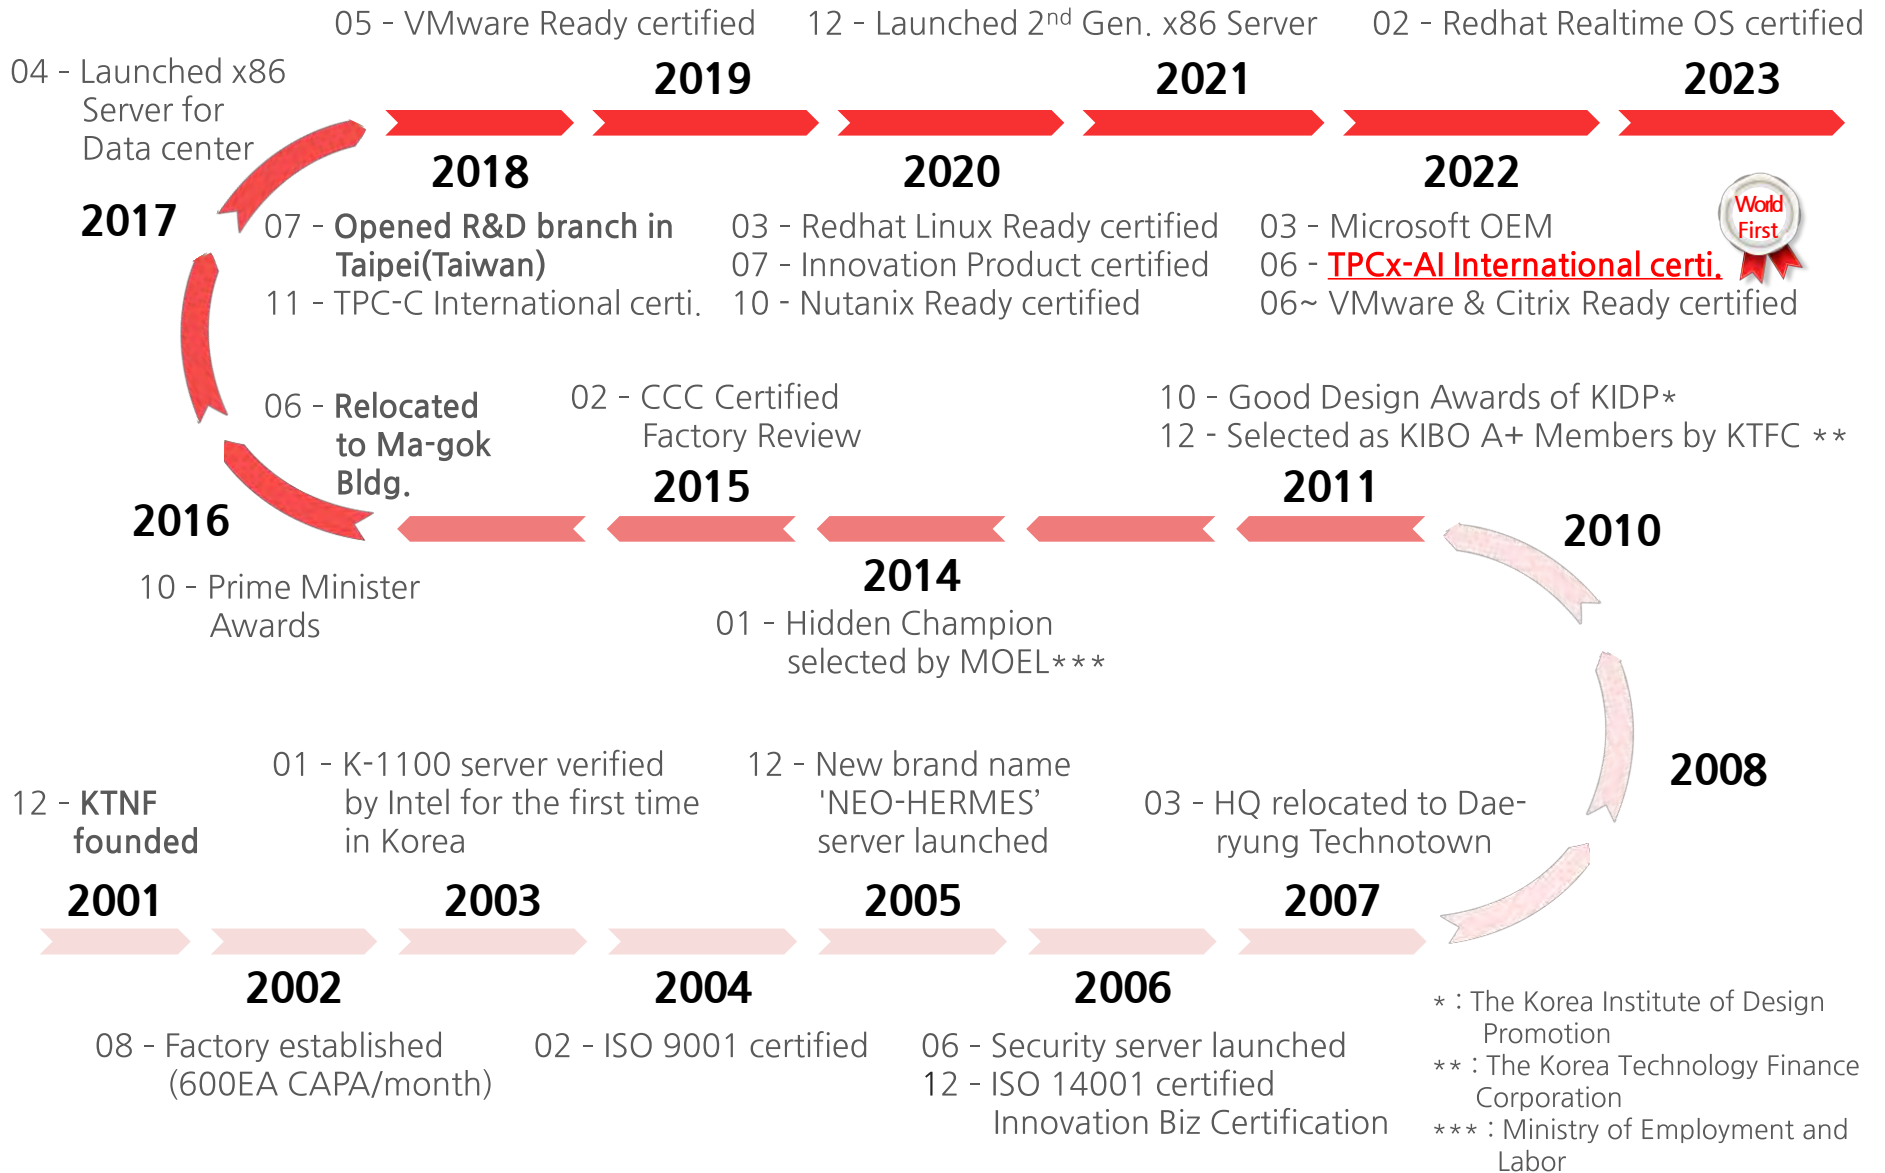 05 - VMware Ready certified
12 - Launched 2nd Gen. x86 Server
02 - Redhat Realtime OS certified
04 - Launched x86
Server for
Data center
2019
2021
2023
2017
2018
2020
2022
07 - Opened R&D branch in
Taipei(Taiwan)
11 - TPC-C International certi.
03 - Redhat Linux Ready certified
07 - Innovation Product certified
10 - Nutanix Ready certified
03 - Microsoft OEM
06 - TPCx-AI International certi.
06~ VMware & Citrix Ready certified
World
First
06 - Relocated
to Ma-gok
Bldg.
02 - CCC Certified
Factory Review
10 - Good Design Awards of KIDP*
12 - Selected as KIBO A+ Members by KTFC **
2016
2015
2011
2010
10 - Prime Minister
Awards
2014
01 - Hidden Champion
selected by MOEL***
2008
12 - KTNF
founded
01 - K-1100 server verified
by Intel for the first time
in Korea
12 - New brand name
'NEO-HERMES’
server launched
03 - HQ relocated to Dae-
ryung Technotown
2001
2003
2005
2007
2002
2004
2006
08 - Factory established
(600EA CAPA/month)
02 - ISO 9001 certified
06 - Security server launched
12 - ISO 14001 certified
Innovation Biz Certification
* : The Korea Institute of Design
Promotion
** : The Korea Technology Finance
Corporation
*** : Ministry of Employment and
Labor